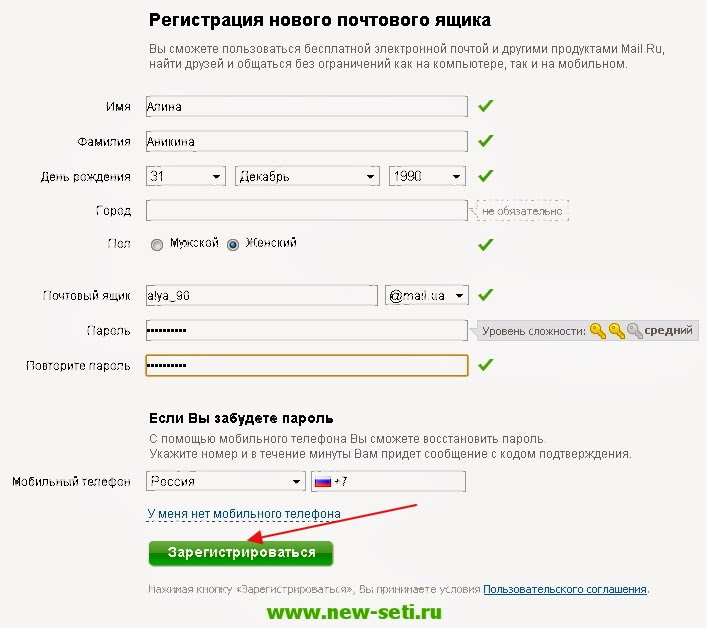 Регистрация нового почтового ящика
Вы сможете пользоваться бесплатной электронной почтой и другими продуктами Mail.Ru,
найти друзей и общаться без ограничений как на компьютере, так и на мобильном.
Имя Алина
Фамилия Аникина
День рождения 31 Декабрь 1990
Город не обязательно
Пол Мужской Женский
Почтовый ящик alya_90 @mail.ua
Пароль •••••••••• Уровень сложности: средний
Повторите пароль ••••••••••
Если Вы забудете пароль
С помощью мобильного телефона Вы сможете восстановить пароль.
Укажите номер и в течение минуты Вам придет сообщение с кодом подтверждения.
Мобильный телефон Россия +7
У меня нет мобильного телефона
Зарегистрироваться
Нажимая кнопку «Зарегистрироваться», Вы принимаете условия Пользовательского соглашения.
www.new-seti.ru